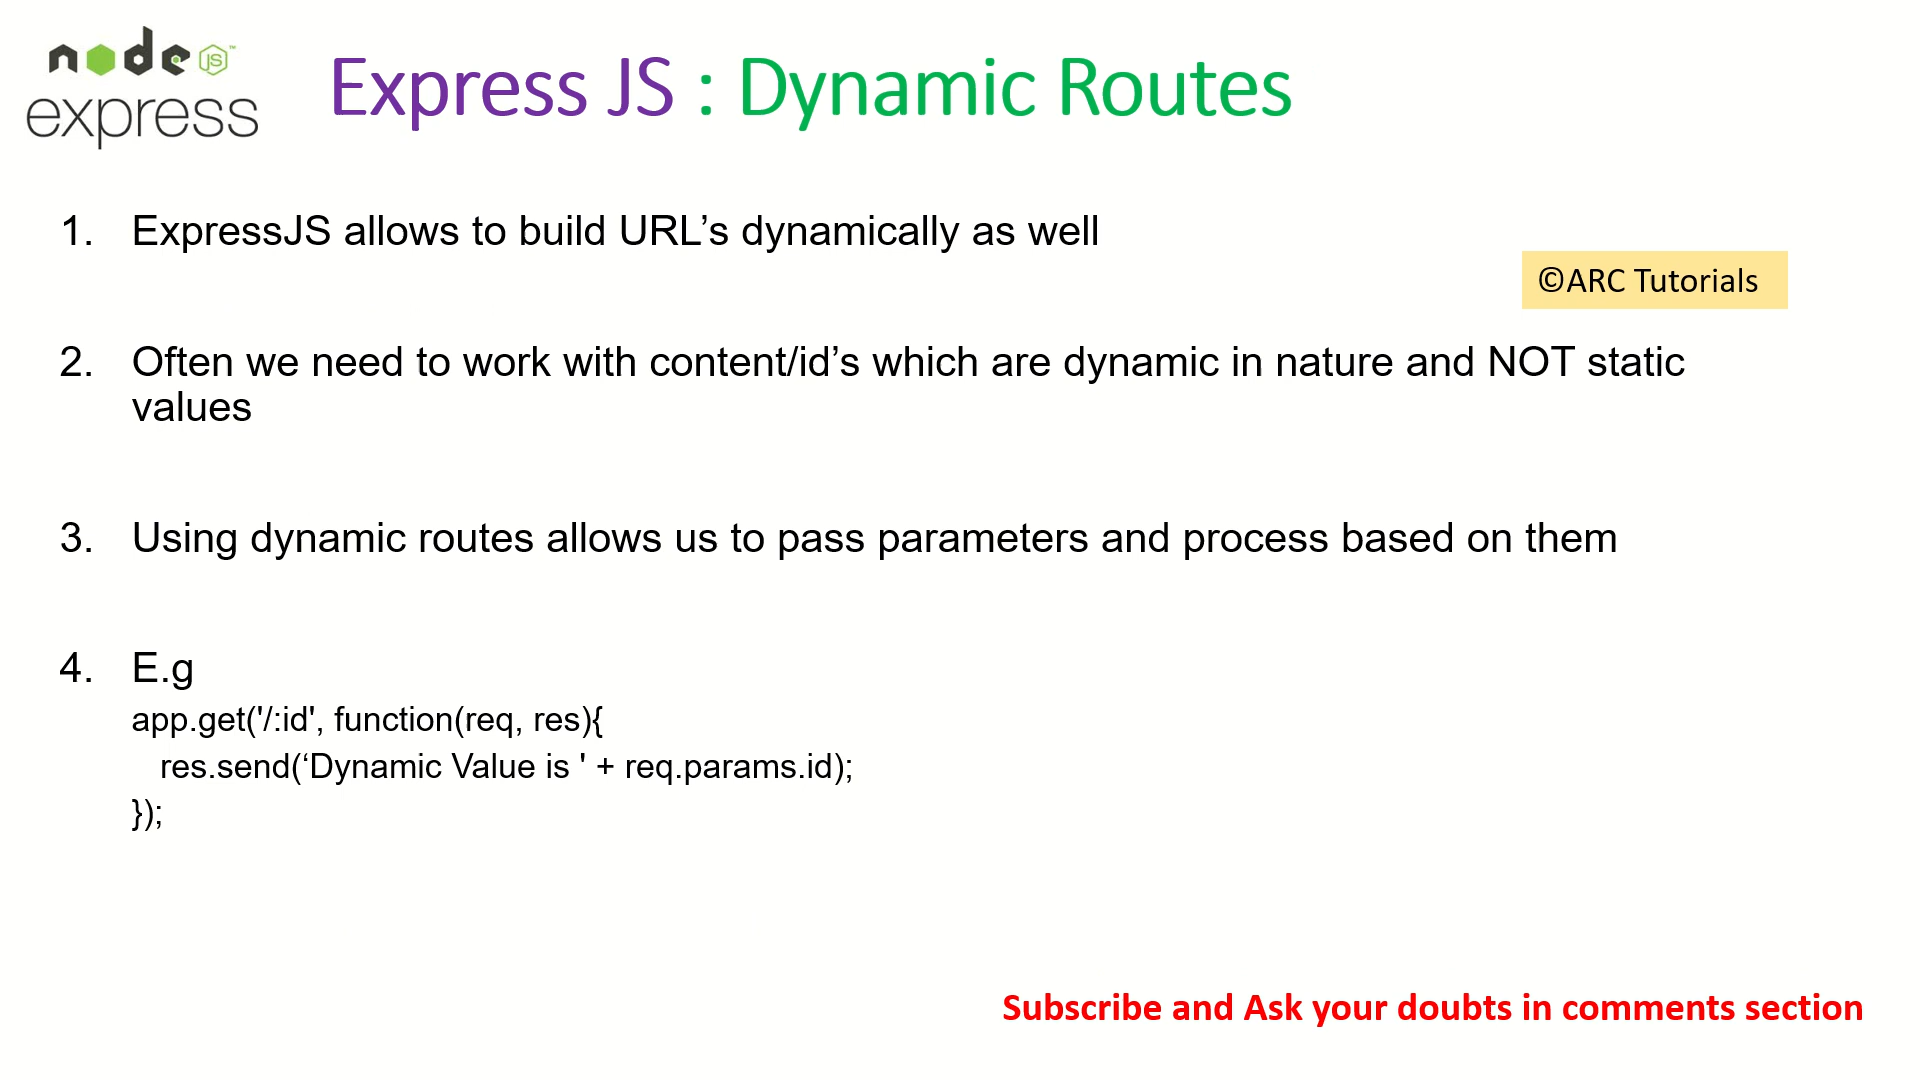 node JS ™
express
Express JS : Dynamic Routes
1. ExpressJS allows to build URL’s dynamically as well
©ARC Tutorials
2. Often we need to work with content/id’s which are dynamic in nature and NOT static
values
3. Using dynamic routes allows us to pass parameters and process based on them
4. E.g
app.get('/:id', function(req, res){
res.send(‘Dynamic Value is ' + req.params.id);
});
Subscribe and Ask your doubts in comments section